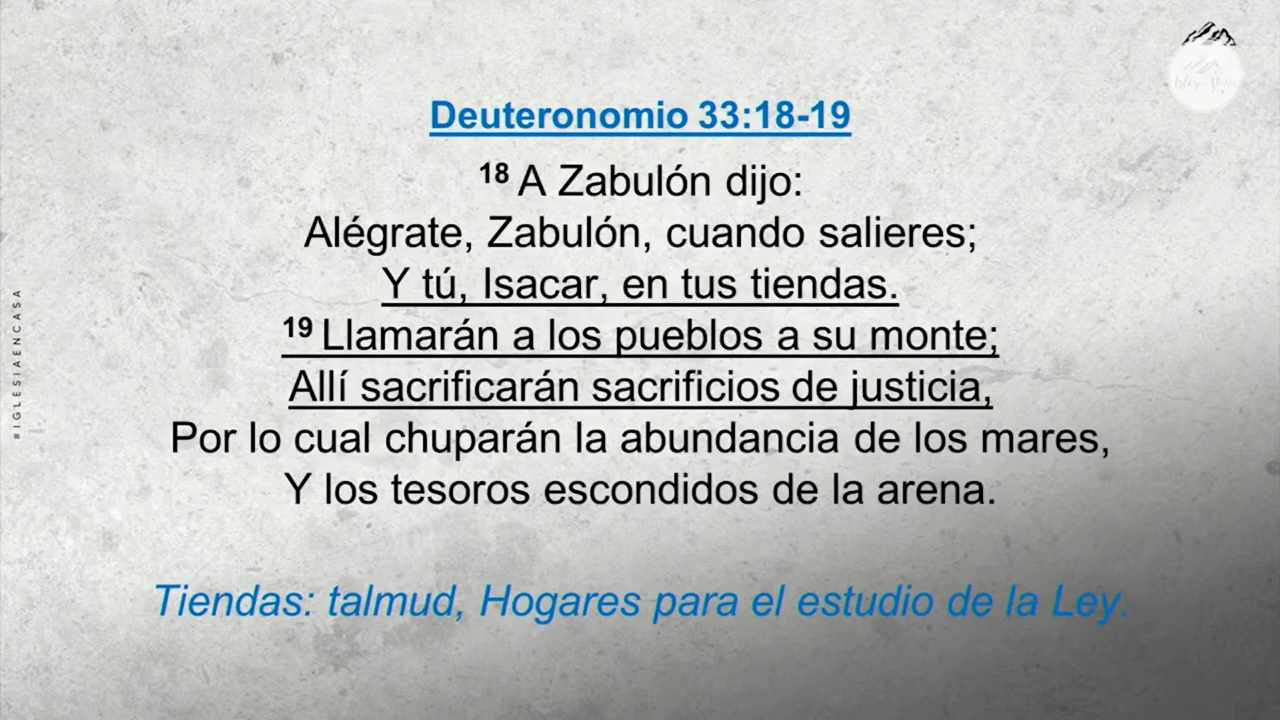 Deuteronomio 33:18-19
18 A Zabulón dijo:
Alégrate, Zabulón, cuando salieres;
Y tú, Isacar, en tus tiendas.
19 Llamarán a los pueblos a su monte;
Allí sacrificarán sacrificios de justicia,
Por lo cual chuparán la abundancia de los mares,
Y los tesoros escondidos de la arena.
Tiendas: talmud, Hogares para el estudio de la Ley.
#IGLESIAENCASA